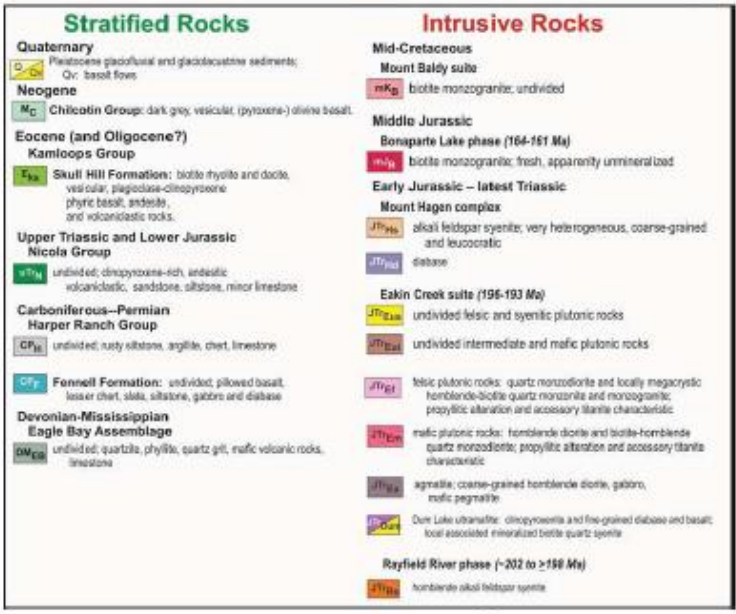 Stratified Rocks
Quaternary
Pleistocene glaciofluvial and glaciolacustrine sediments;
Qv: basalt flows
Neogene
MC Chilcotin Group: dark grey, vesicular, (pyroxene-) olivine basalt.
Eocene (and Oligocene?)
Kamloops Group
Skull Hill Formation: biotite rhyolite and dacite,
vesicular, plagioclase-clinopyroxene
phyric basalt, andesite,
and volcaniclastic rocks.
Upper Triassic and Lower Jurassic
Nicola Group
uTrN undivided; clinopyroxene-rich, andesitic
volcaniclastic, sandstone, siltstone, minor limestone
Carboniferous--Permian
Harper Ranch Group
CPH undivided; rusty siltstone, argillite, chert, limestone
Fennell Formation: undivided; pillowed basalt,
lesser chert, slate, siltstone, gabbro and diabase
Devonian-Mississippian
Eagle Bay Assemblage
DMEB undivided; quartzite, phyllite, quartz grit, mafic volcanic rocks,
limestone
Intrusive Rocks
Mid-Cretaceous
Mount Baldy suite
mKB biotite monzogranite; undivided
Middle Jurassic
Bonaparte Lake phase (164-161 Ma)
biotite monzogranite; fresh, apparently unmineralized
Early Jurassic – latest Triassic
Mount Hagen complex
JTrHs alkali feldspar syenite; very heterogeneous, coarse-grained
and leucocratic
JTrHd diabase
Eakin Creek suite (196-193 Ma)
undivided felsic and syenitic plutonic rocks
undivided intermediate and mafic plutonic rocks
JTrEf felsic plutonic rocks: quartz monzodiorite and locally megacrystic
hornblende-biotite quartz monzonite and monzogranite;
propylitic alteration and accessory titanite characteristic
JTrEm mafic plutonic rocks: hornblende diorite and biotite-hornblende
quartz monzodiorite; propylitic alteration and accessory titanite
characteristic
agmatite; coarse-grained hornblende diorite, gabbro,
mafic pegmatite
JTrDum Dum Lake ultramafite: clinopyroxenite and fine-grained diabase and basalt;
local associated mineralized biotite quartz syenite
Rayfield River phase (~202 to ≥198 Ma)
hornblende alkali feldspar syenite